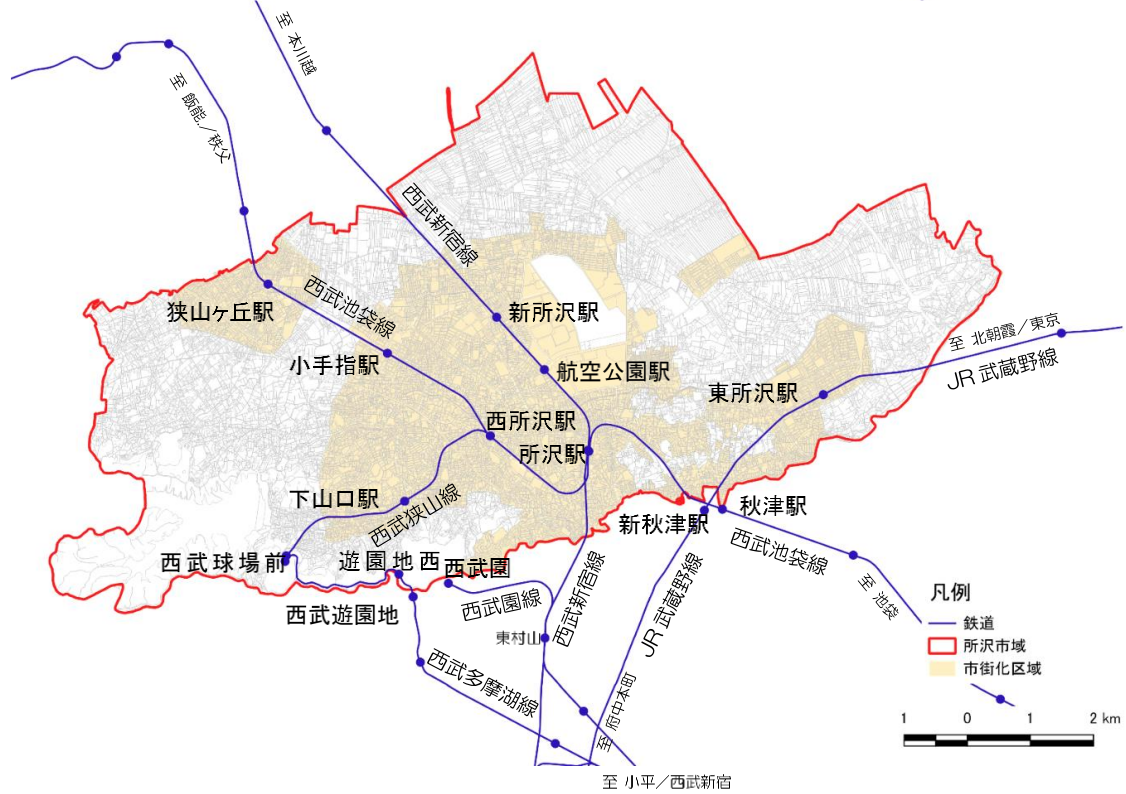 至 本川越
至 飯能／秩父
西武新宿線
狭山ヶ丘駅
西武池袋線
新所沢駅
小手指駅
航空公園駅
至 北朝霞／東京
JR 武蔵野線
東所沢駅
西所沢駅
所沢駅
下山口駅
西武狭山線
新秋津駅
秋津駅
西武池袋線
西武球場前
遊園地西
西武園
西武園線
西武新宿線
JR 武蔵野線
至 池袋
西武遊園地
東村山
西武多摩湖線
至 府中本町
至 小平／西武新宿
凡例
鉄道
所沢市域
市街化区域
1 0 1 2 km